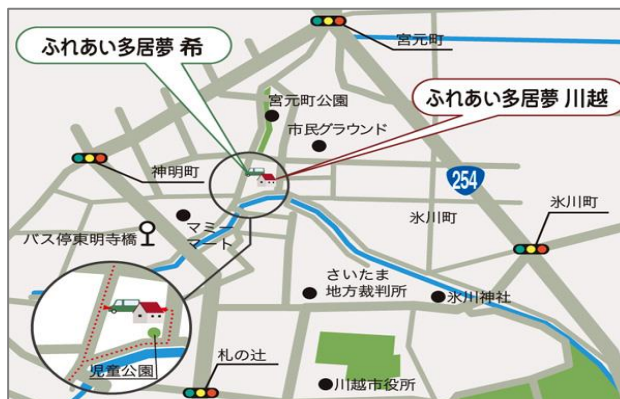 宮元町
ふれあい多居夢 希
宮元町公園
ふれあい多居夢 川越
市民グラウンド
神明町
254
氷川町
氷川町
バス停東明寺橋
マミー
マート
さいたま
地方裁判所
氷川神社
児童公園
札の辻
川越市役所